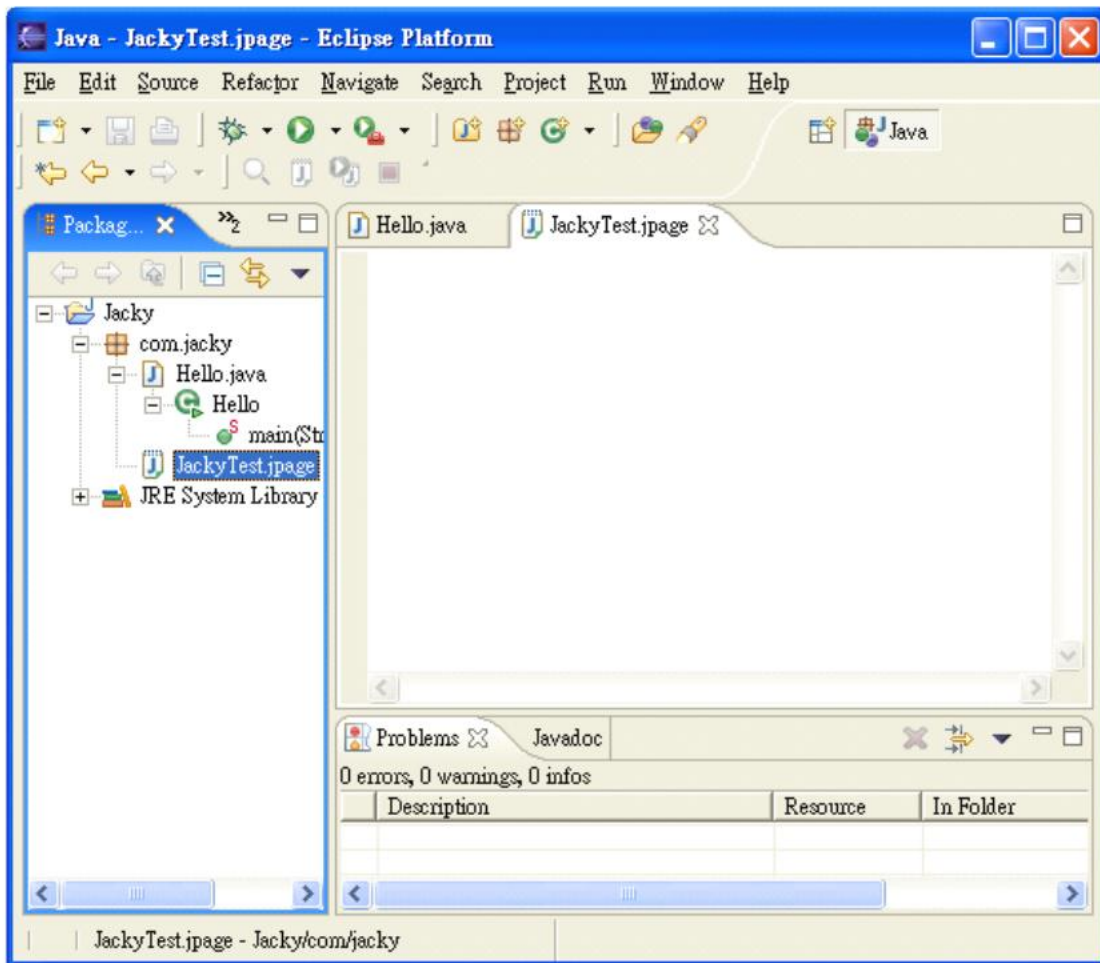 Java - JackyTest.jpage - Eclipse Platform
File Edit Source Refactor Navigate Search Project Run Window Help
Java
Packag... »2
Hello.java JackyTest.jpage
Jacky
com.jacky
Hello.java
Hello
main(Str
JackyTest.jpage
JRE System Library
Problems Javadoc
0 errors, 0 warnings, 0 infos
Description Resource In Folder
JackyTest.jpage - Jacky/com/jacky